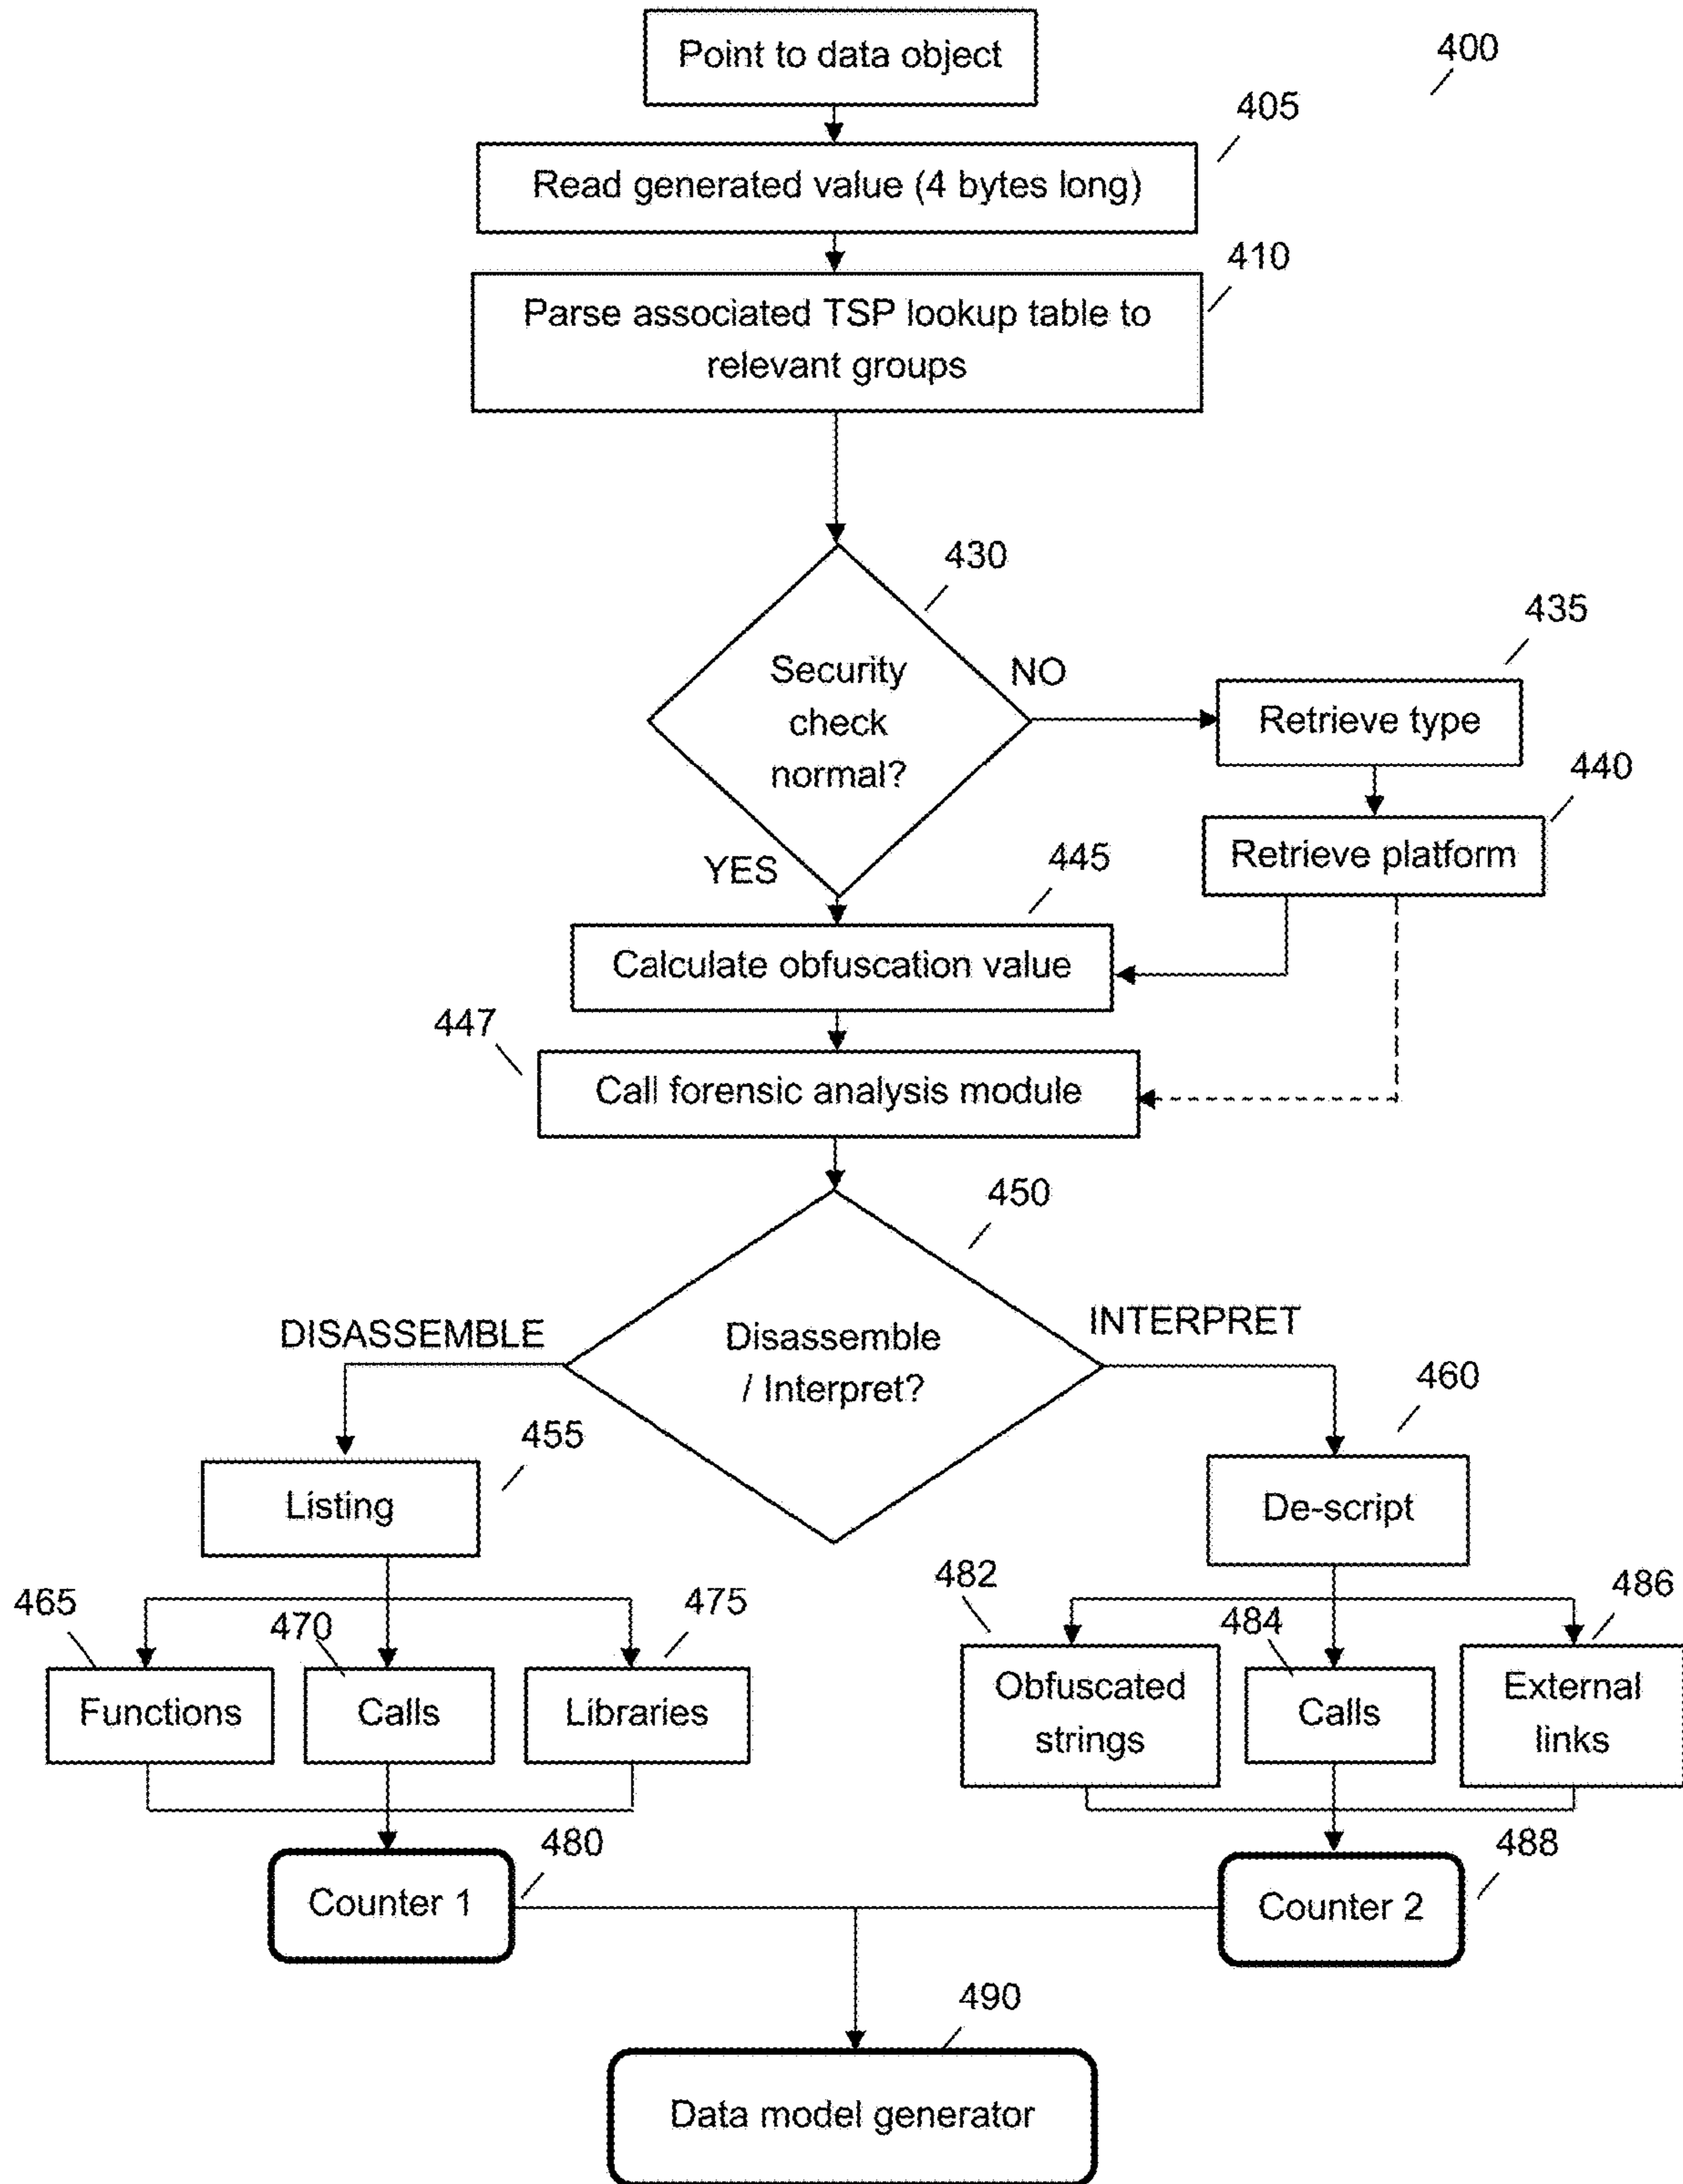 Point to data object
400
405
Read generated value (4 bytes long)
410
Parse associated TSP lookup table to
relevant groups
430
Security
check
normal?
NO
435
Retrieve type
440
Retrieve platform
YES
445
Calculate obfuscation value
447
Call forensic analysis module
450
Disassemble
/ Interpret?
DISASSEMBLE
INTERPRET
455
Listing
460
De-script
465
Functions
470
Calls
475
Libraries
482
Obfuscated
strings
484
Calls
486
External
links
480
Counter 1
488
Counter 2
490
Data model generator